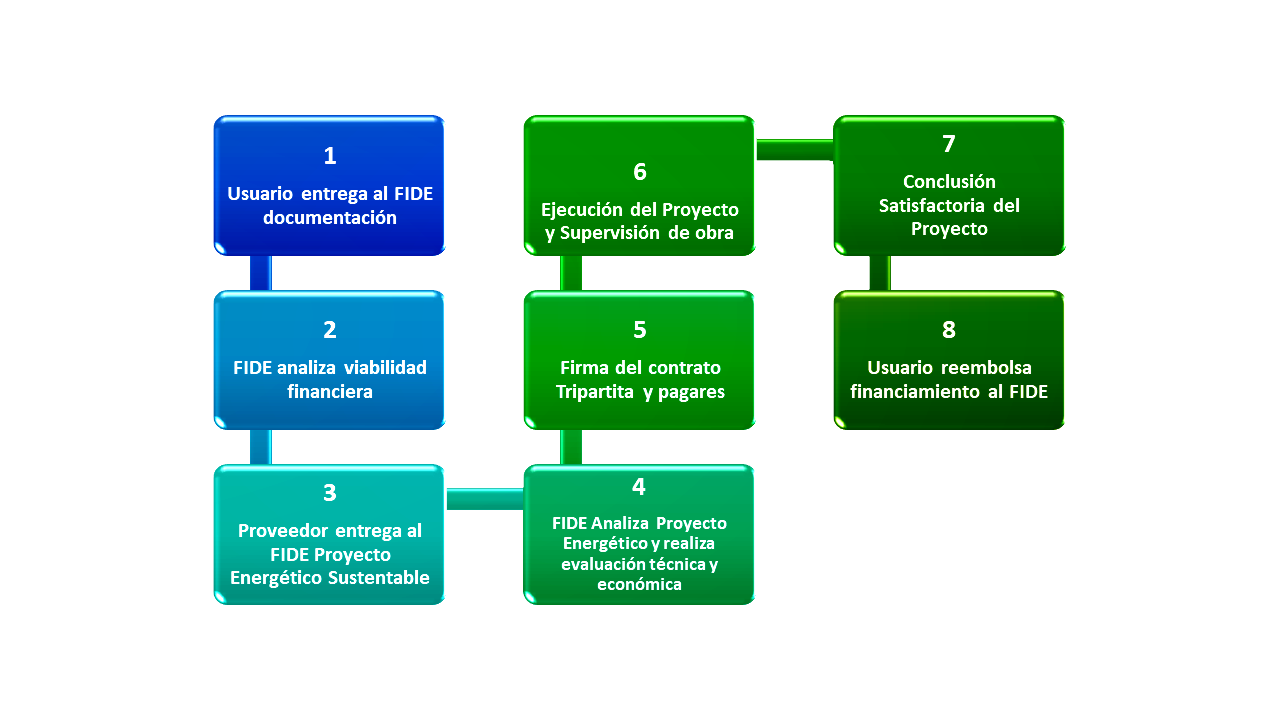 1
Usuario entrega al FIDE
documentación
2
FIDE analiza viabilidad
financiera
3
Proveedor entrega al
FIDE Proyecto
Energético Sustentable
4
FIDE Analiza Proyecto
Energético y realiza
evaluación técnica y
económica
5
Firma del contrato
Tripartita y pagares
6
Ejecución del Proyecto
y Supervisión de obra
7
Conclusión
Satisfactoria del
Proyecto
8
Usuario reembolsa
financiamiento al FIDE